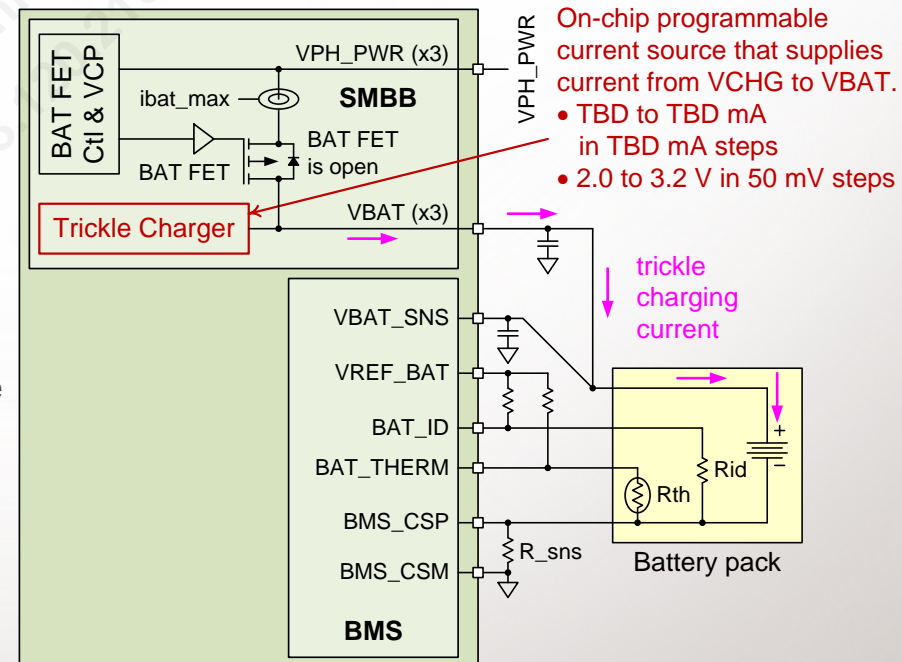 BAT FET
Ctl & VCP
VPH_PWR (x3)
ibat_max
SMBB
BAT FET
BAT FET
is open
Trickle Charger
VBAT (x3)
VPH_PWR
On-chip programmable
current source that supplies
current from VCHG to VBAT.
• TBD to TBD mA
in TBD mA steps
• 2.0 to 3.2 V in 50 mV steps
trickle
charging
current
VBAT_SNS
VREF_BAT
BAT_ID
BAT_THERM
BMS_CSP
BMS_CSM
BMS
R_sns
Rth
Rid
+
−
Battery pack
e